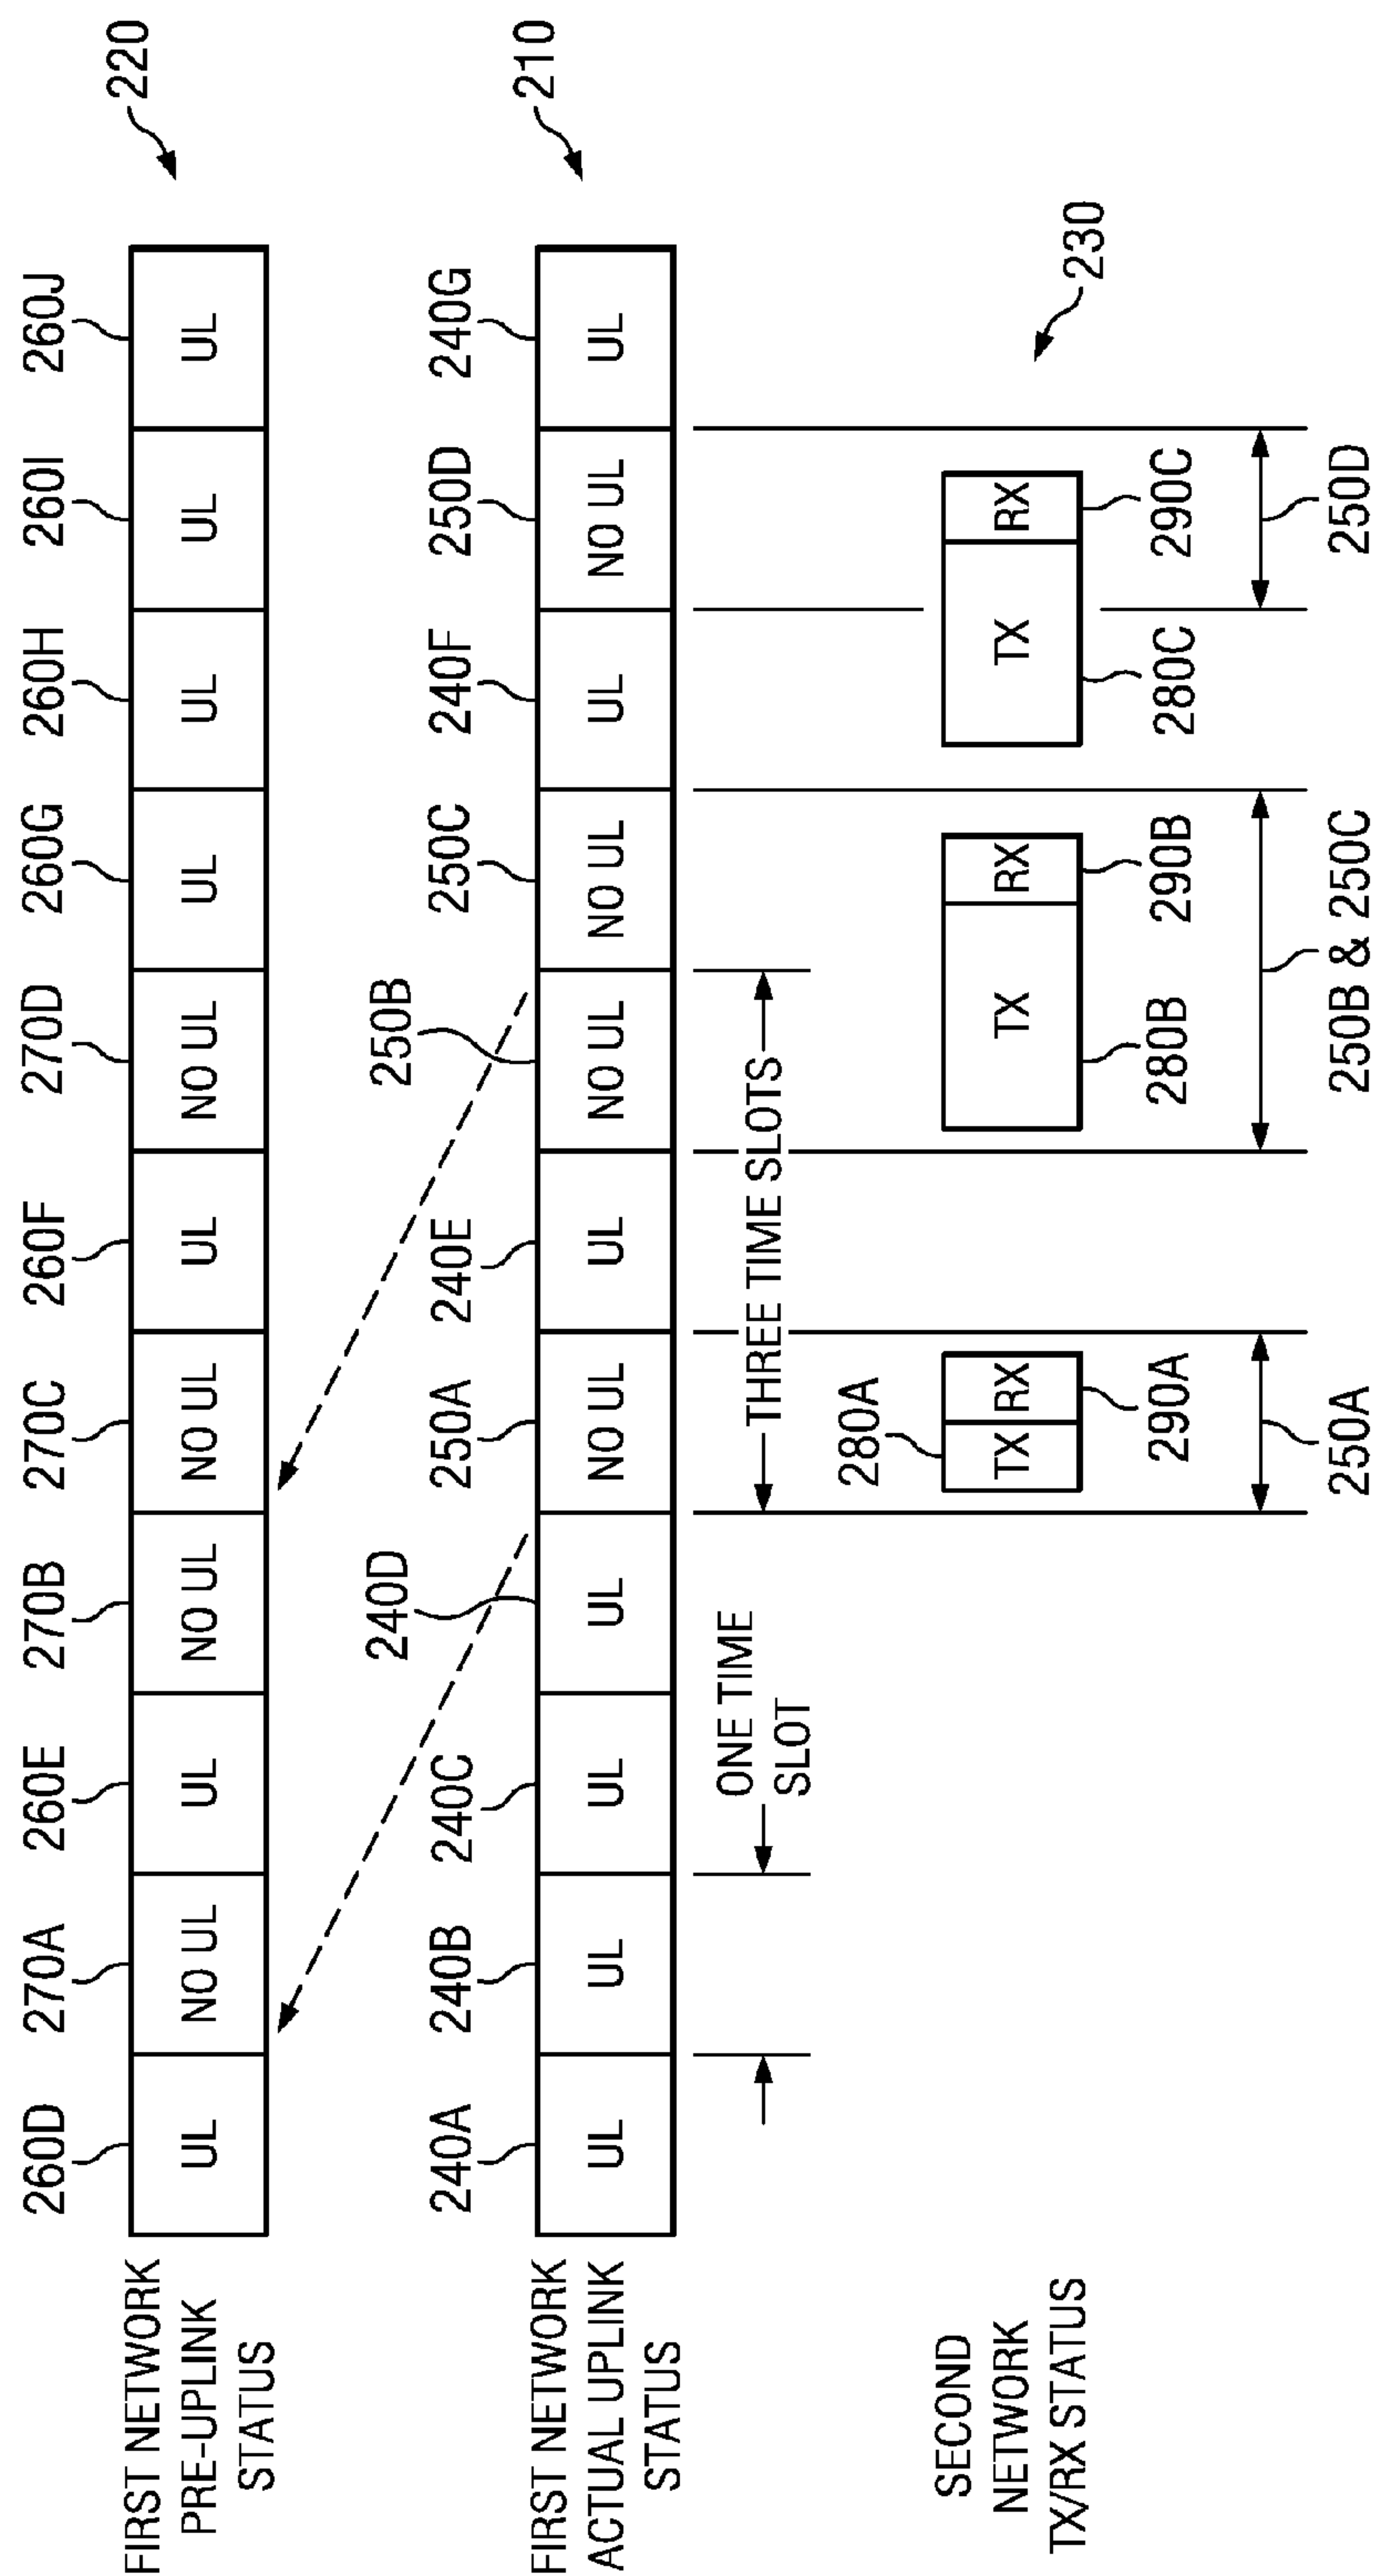 260D
270A
260E
270B
270C
260F
270D
260G
260H
260I
260J
220
FIRST NETWORK
PRE-UPLINK
STATUS
UL
NO UL
UL
NO UL
NO UL
UL
NO UL
UL
UL
UL
UL
240A
240B
240C
240D
250A
240E
250B
250C
240F
250D
240G
210
FIRST NETWORK
ACTUAL UPLINK
STATUS
UL
UL
UL
UL
NO UL
UL
NO UL
NO UL
UL
NO UL
UL
ONE TIME
SLOT
THREE TIME SLOTS
230
SECOND
NETWORK
TX/RX STATUS
280A
TX
RX
TX
RX
TX
RX
290A
280B
290B
280C
290C
250A
250B & 250C
250D